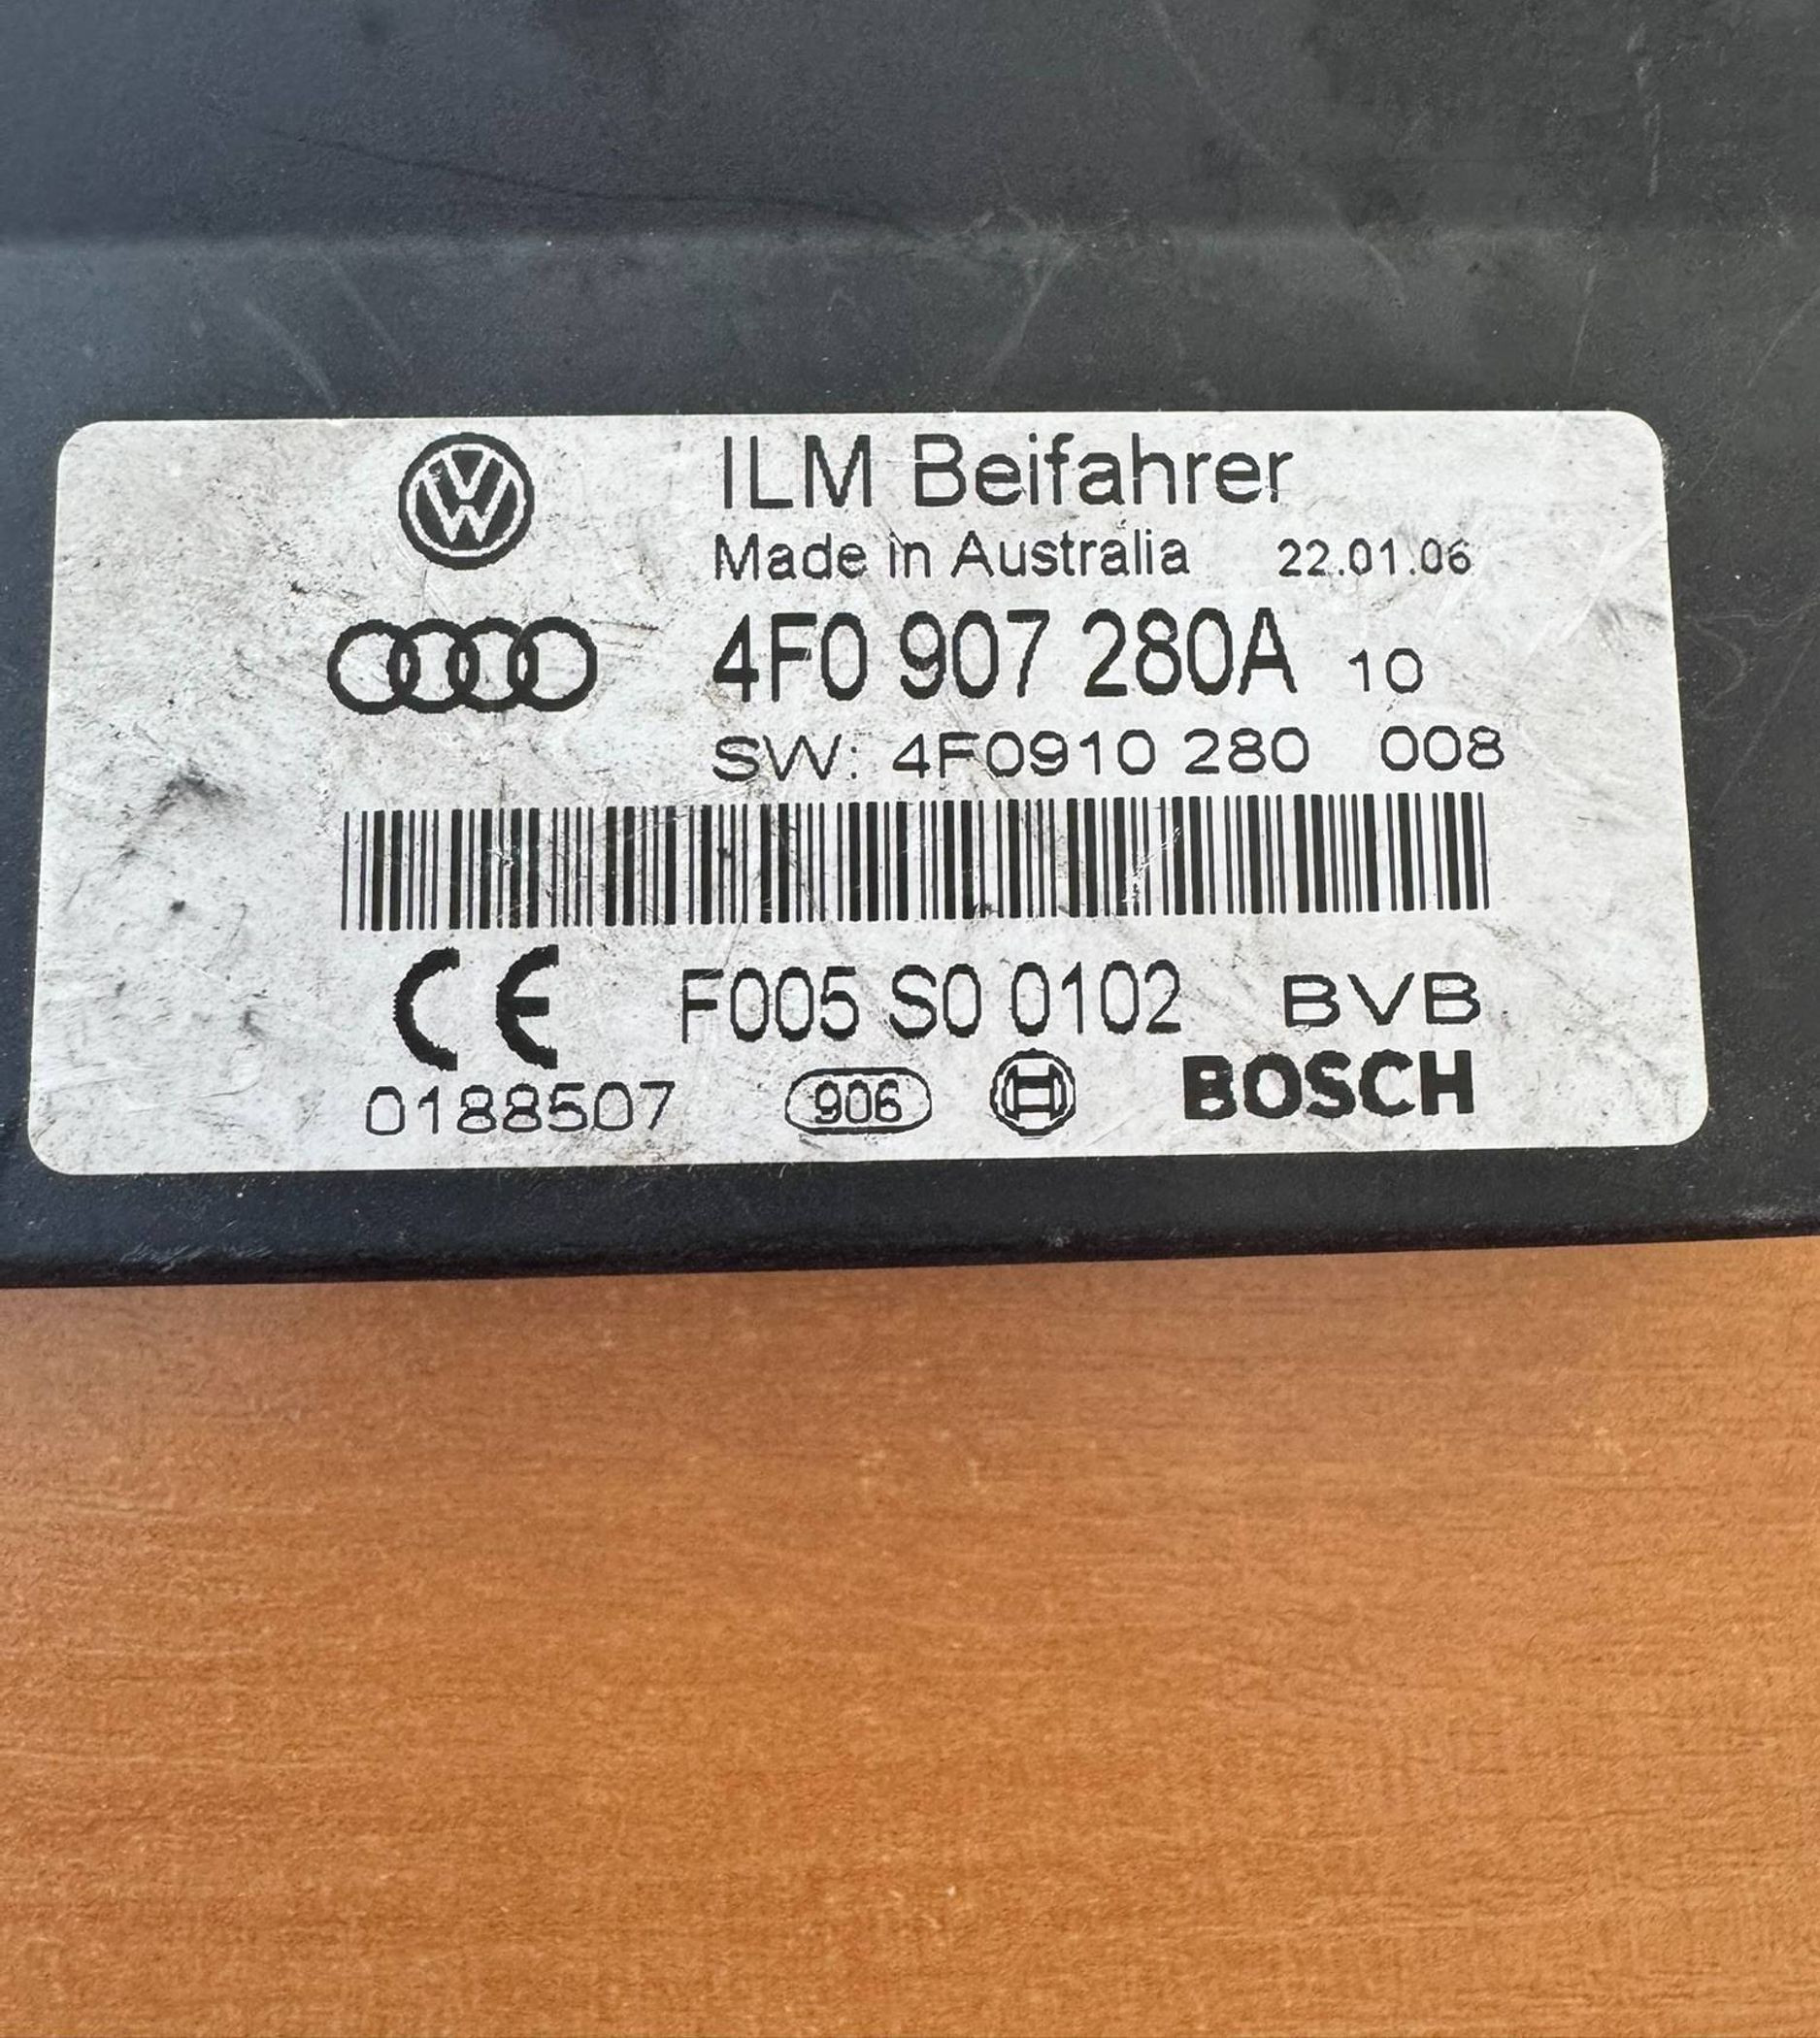 ILM Beifahrer
Made in Australia 22.01.06
4F0 907 280A 10
SW: 4F0910 280 008
CE F005 S0 0102 BVB
0188507 906 BOSCH